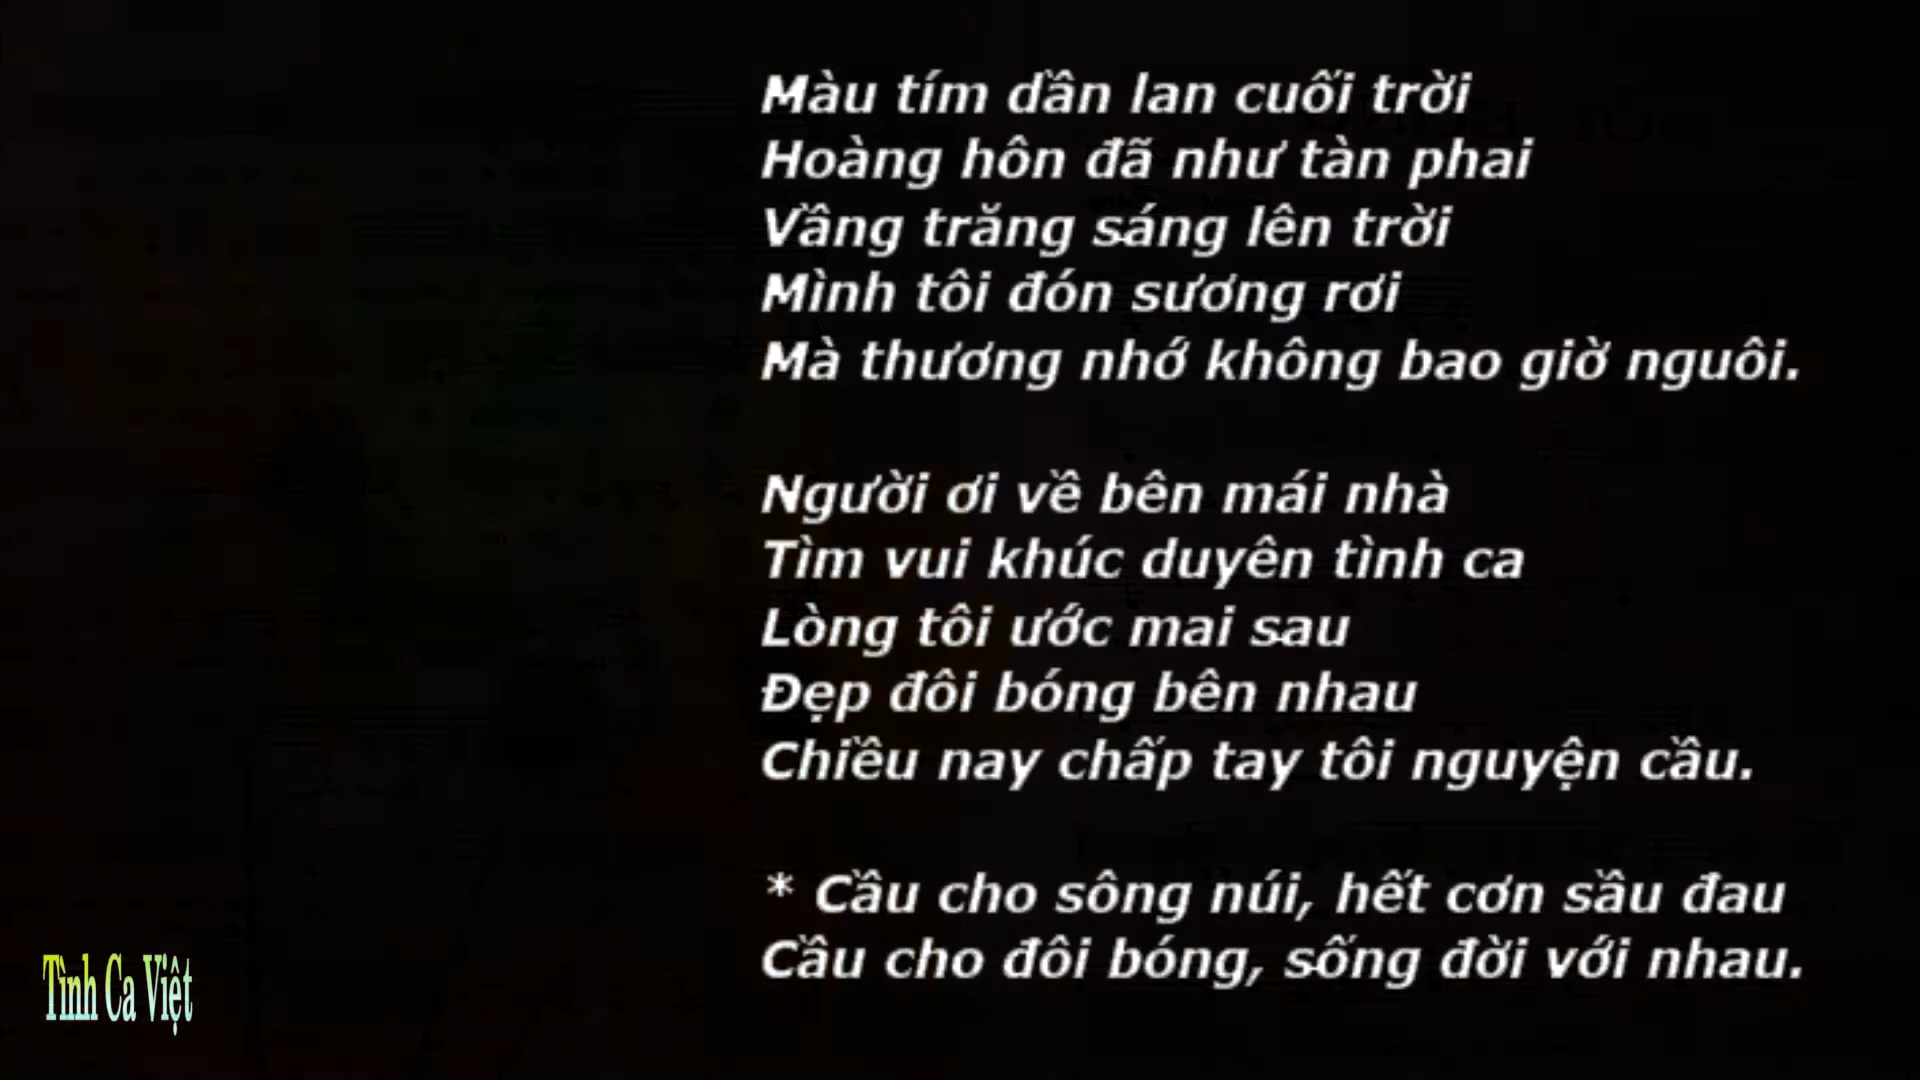 Màu tím dần lan cuối trời
Hoàng hôn đã như tàn phai
Vầng trăng sáng lên trời
Mình tôi đón sương rơi
Mà thương nhớ không bao giờ nguôi.
Người ơi về bên mái nhà
Tìm vui khúc duyên tình ca
Lòng tôi ước mai sau
Đẹp đôi bóng bên nhau
Chiều nay chấp tay tôi nguyện cầu.
* Cầu cho sông núi, hết cơn sầu đau
Cầu cho đôi bóng, sống đời với nhau.
Tình Ca Việt